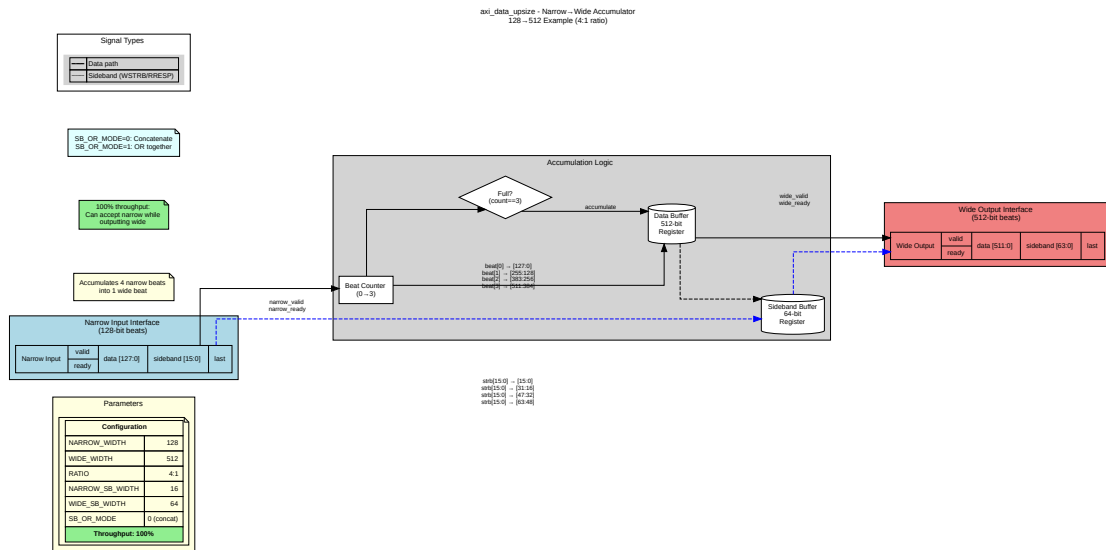 axi_data_upsize - Narrow→Wide Accumulator
128→512 Example (4:1 ratio)
Signal Types
Data path
Sideband (WSTRB/RRESP)
SB_OR_MODE=0: Concatenate
SB_OR_MODE=1: OR together
100% throughput:
Can accept narrow while
outputting wide
Accumulates 4 narrow beats
into 1 wide beat
Narrow Input Interface
(128-bit beats)
Narrow Input
valid
ready
data [127:0]
sideband [15:0]
last
narrow_valid
narrow_ready
Accumulation Logic
Full?
(count==3)
accumulate
Data Buffer
512-bit
Register
Beat Counter
(0→3)
beat[0] → [127:0]
beat[1] → [255:128]
beat[2] → [383:256]
beat[3] → [511:384]
Sideband Buffer
64-bit
Register
wide_valid
wide_ready
Wide Output Interface
(512-bit beats)
Wide Output
valid
ready
data [511:0]
sideband [63:0]
last
strb[15:0] → [15:0]
strb[15:0] → [31:16]
strb[15:0] → [47:32]
strb[15:0] → [63:48]
Parameters
Configuration
NARROW_WIDTH 128
WIDE_WIDTH 512
RATIO 4:1
NARROW_SB_WIDTH 16
WIDE_SB_WIDTH 64
SB_OR_MODE 0 (concat)
Throughput: 100%